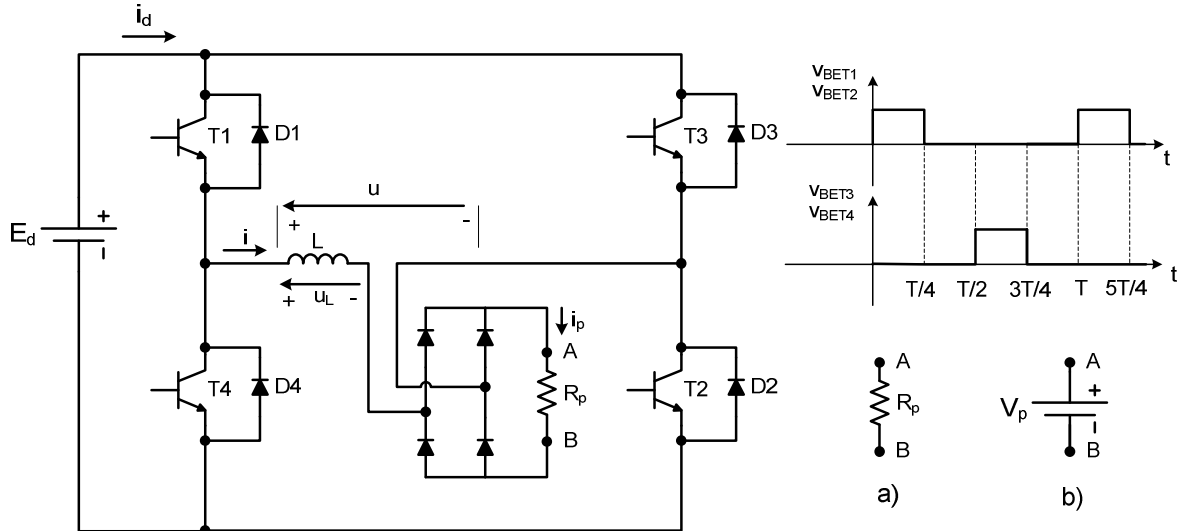 i_d
E_d
+
-
T1
D1
T3
D3
u
+
-
i
L
+
u_L
-
i_p
A
R_p
B
T4
D4
T2
D2
v_BET1
v_BET2
t
v_BET3
v_BET4
t
T/4
T/2
3T/4
T
5T/4
A
R_p
B
a)
A
V_p
+
-
B
b)